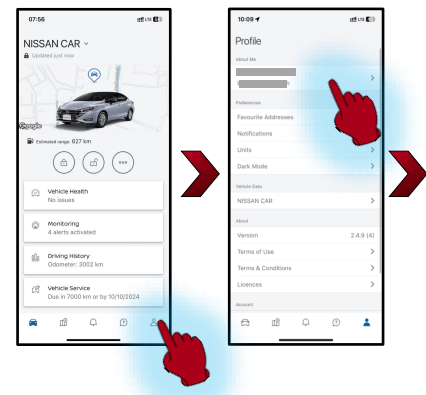 07:56
LTE
NISSAN CAR
Updated just now
Google
Estimated range: 627 km
Vehicle Health
No issues
Monitoring
4 alerts activated
Driving History
Odometer: 3002 km
Vehicle Service
Due in 7000 km or by 10/10/2024
10:09
LTE
Profile
About Me
Preferences
Favourite Addresses
Notifications
Units
Dark Mode
Vehicle Data
NISSAN CAR
About
Version 2.4.9 (4)
Terms of Use
Terms & Conditions
Licences
Account